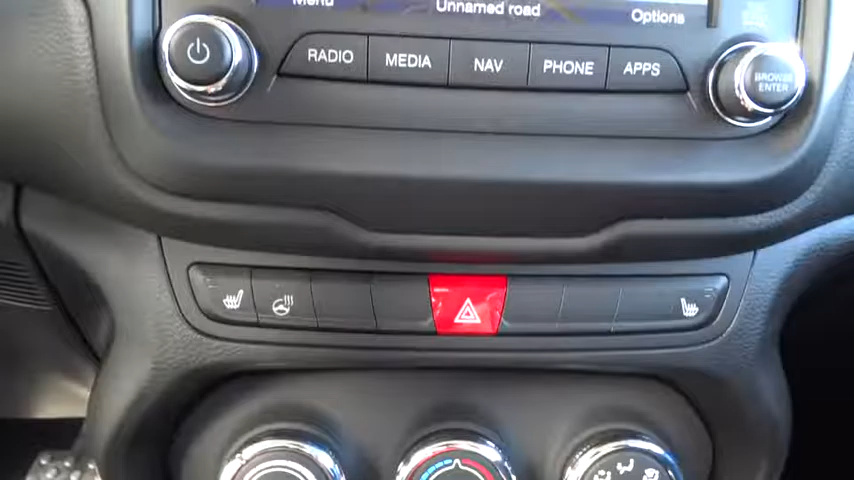 Menu Unnamed road Options
RADIO MEDIA NAV PHONE APPS
BROWSE
ENTER